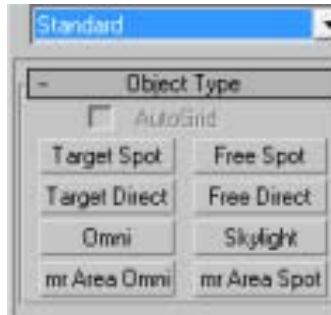 Standard
- Object Type
AutoGrid
Target Spot Free Spot
Target Direct Free Direct
Omni Skylight
mr Area Omni mr Area Spot